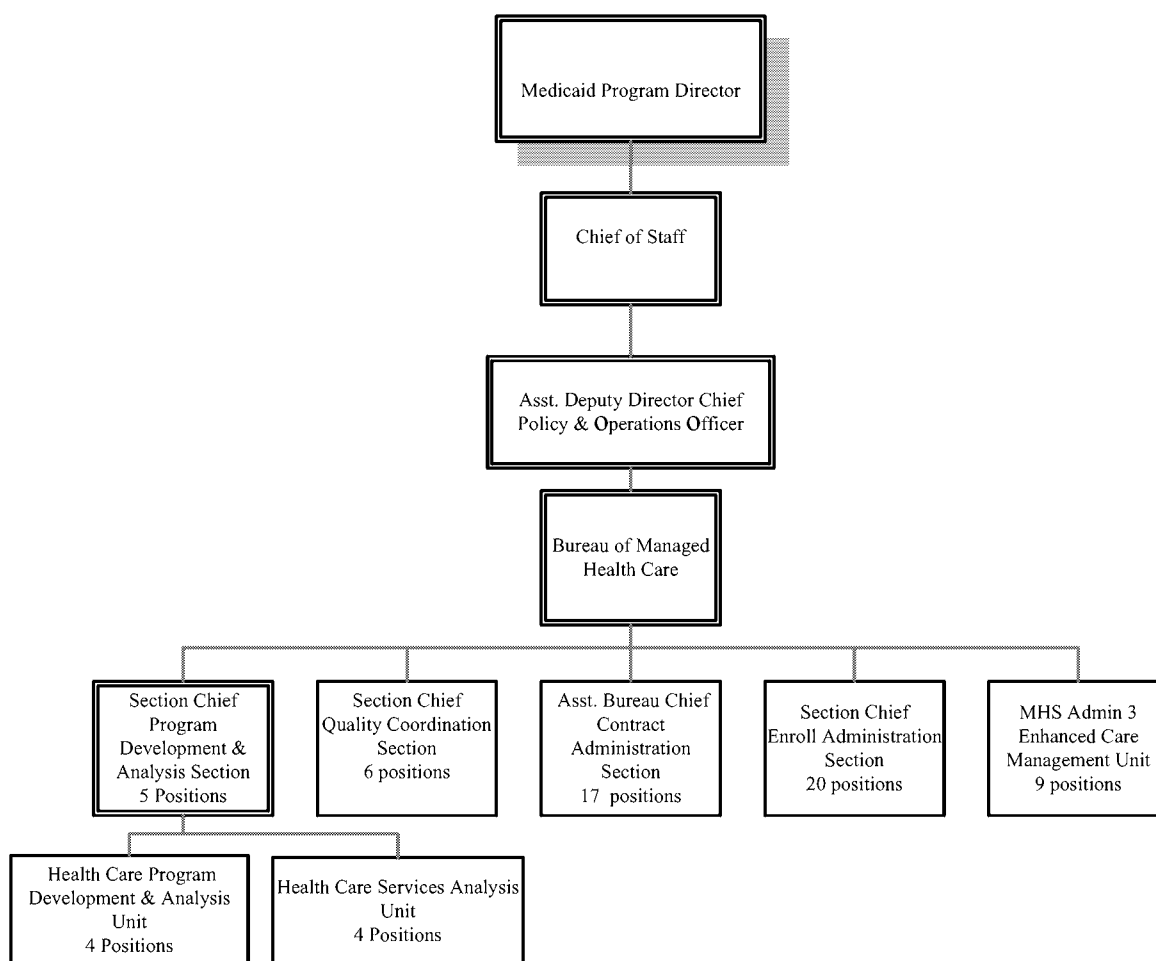 Medicaid Program Director
Chief of Staff
Asst. Deputy Director Chief
Policy & Operations Officer
Bureau of Managed
Health Care
Section Chief
Program
Development &
Analysis Section
5 Positions
Section Chief
Quality Coordination
Section
6 positions
Asst. Bureau Chief
Contract
Administration
Section
17 positions
Section Chief
Enroll Administration
Section
20 positions
MHS Admin 3
Enhanced Care
Management Unit
9 positions
Health Care Program
Development & Analysis
Unit
4 Positions
Health Care Services Analysis
Unit
4 Positions